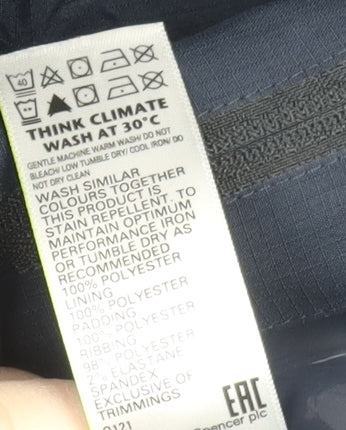 40
THINK CLIMATE
WASH AT 30°C
GENTLE MACHINE WARM WASH/ DO NOT
BLEACH/ LOW TUMBLE DRY/ COOL IRON/ DO
NOT DRY CLEAN
WASH SIMILAR
COLOURS TOGETHER
THIS PRODUCT IS
STAIN REPELLENT. TO
MAINTAIN OPTIMUM
PERFORMANCE IRON
OR TUMBLE DRY AS
RECOMMENDED
100% POLYESTER
LINING
100% POLYESTER
PADDING
100% POLYESTER
RIBBING
98% POLYESTER
2% ELASTANE
SPANDEX
EXCLUSIVE OF
TRIMMINGS
EAC
0121
Spencer plc